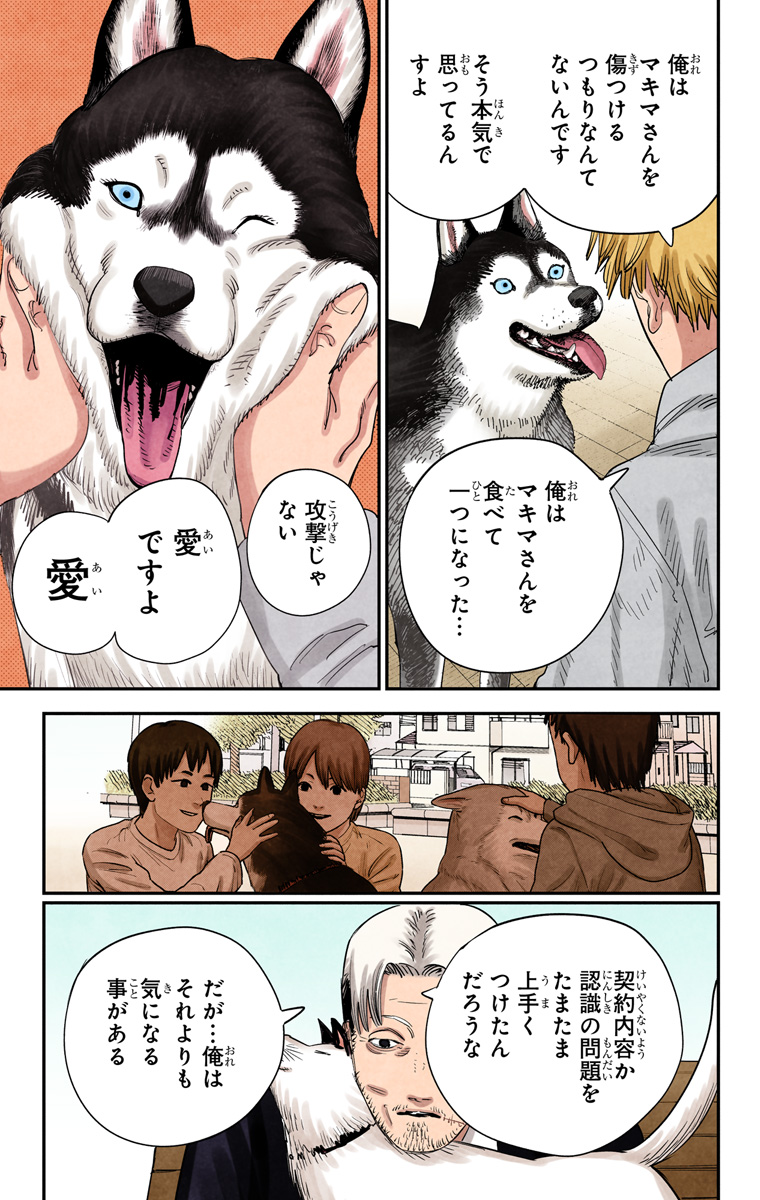 俺は
マキマさんを
傷つける
つもりなんて
ないんです
そう本気で
思ってるん
すよ
俺は
マキマさんを
食べて
一つになった…
攻撃じゃ
ない
愛
ですよ
愛
契約内容か
認識の問題を
たまたま
上手く
つけたん
だろうな
だが…俺は
それよりも
気になる
事がある